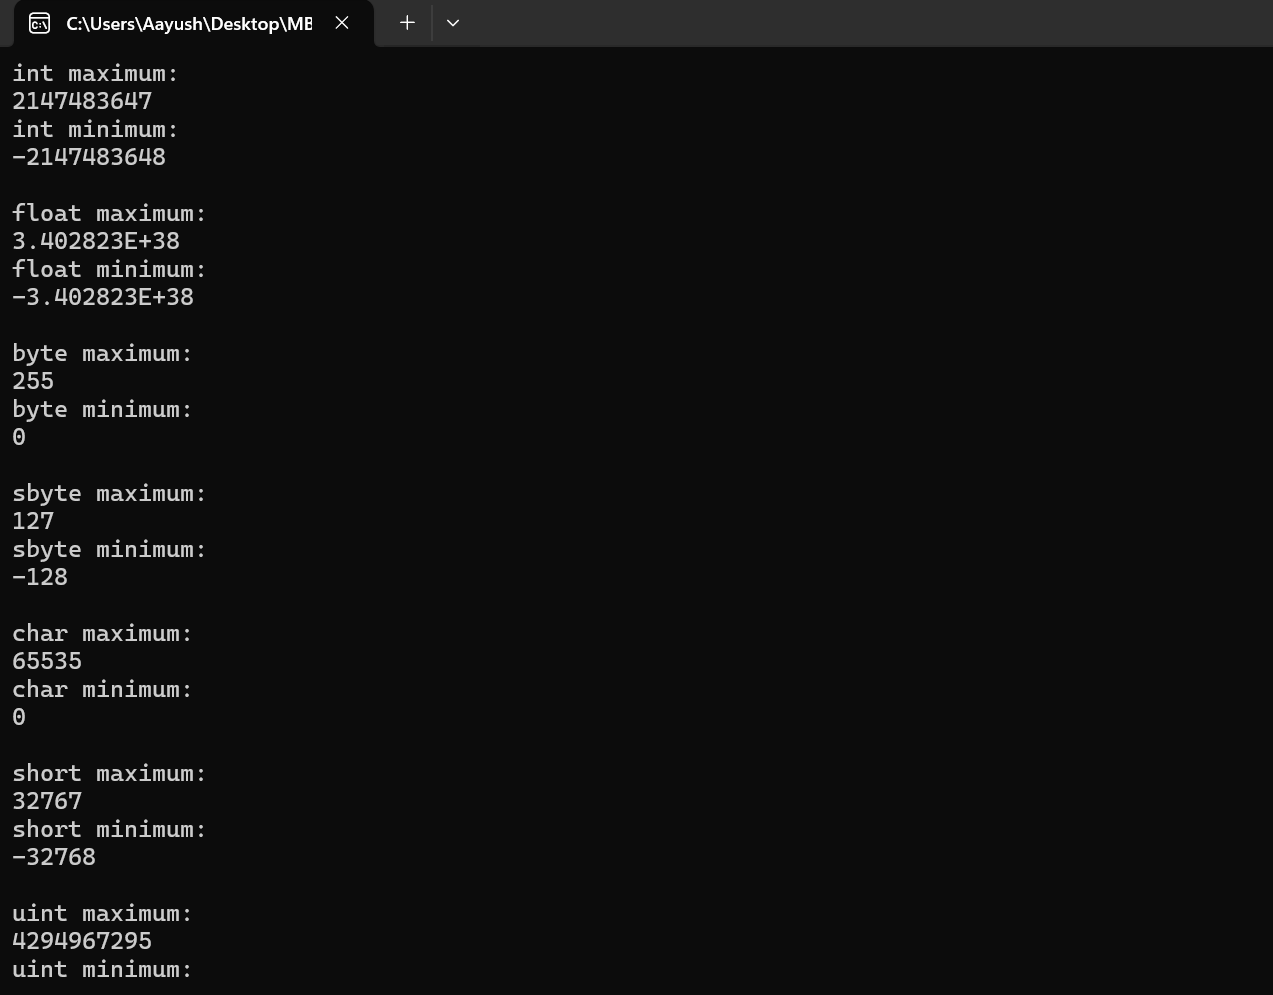 C:\Users\Aayush\Desktop\MB
int maximum:
2147483647
int minimum:
-2147483648
float maximum:
3.402823E+38
float minimum:
-3.402823E+38
byte maximum:
255
byte minimum:
0
sbyte maximum:
127
sbyte minimum:
-128
char maximum:
65535
char minimum:
0
short maximum:
32767
short minimum:
-32768
uint maximum:
4294967295
uint minimum: